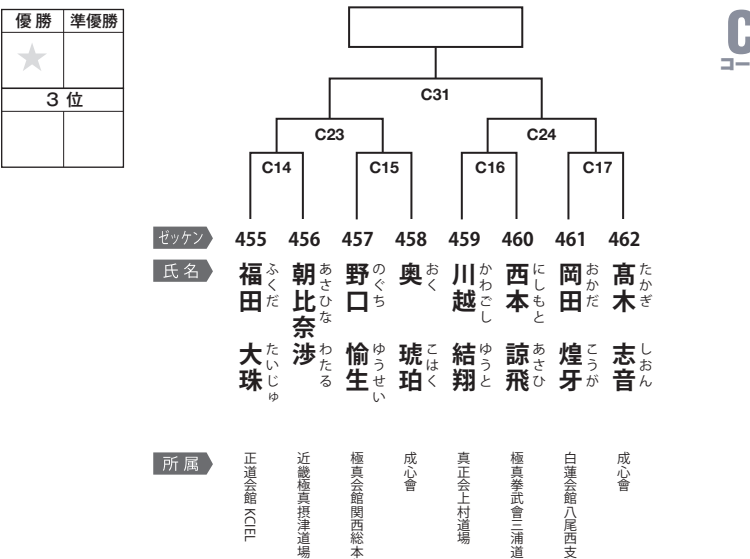 優勝 準優勝
3 位
C
コー
C31
C23 C24
C14 C15 C16 C17
ゼッケン 455 456 457 458 459 460 461 462
氏名
福田 大珠 ふくだ たいじゅ
朝比奈 渉 あさひな わたる
野口 愉生 のぐち ゆうせい
奥 琥珀 おく こはく
川越 結翔 かわごし ゆうと
西本 諒飛 にしもと あさひ
岡田 煌牙 おかだ こうが
髙木 志音 たかぎ しおん
所属
正道会館 KCIEL
近畿極真摂津道場
極真会館関西総本
成心會
真正会上村道場
極真拳武會三浦道
白蓮会館八尾西支
成心會